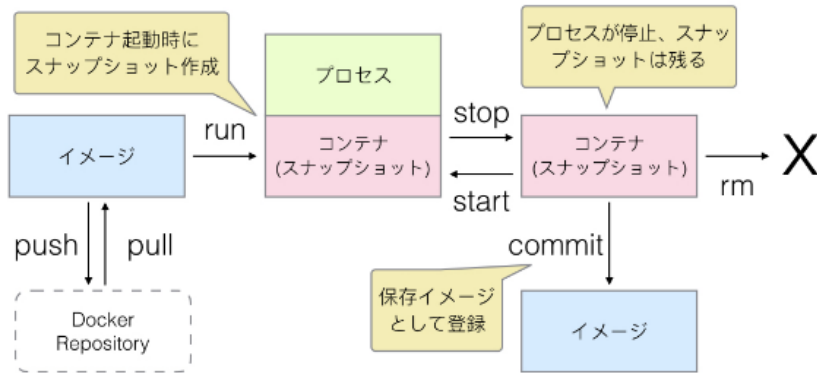 コンテナ起動時に
スナップショット作成
プロセスが停止、スナッ
プショットは残る
プロセス
イメージ
run
コンテナ
(スナップショット)
stop
start
コンテナ
(スナップショット)
rm
X
push
pull
commit
Docker
Repository
保存イメージ
として登録
イメージ